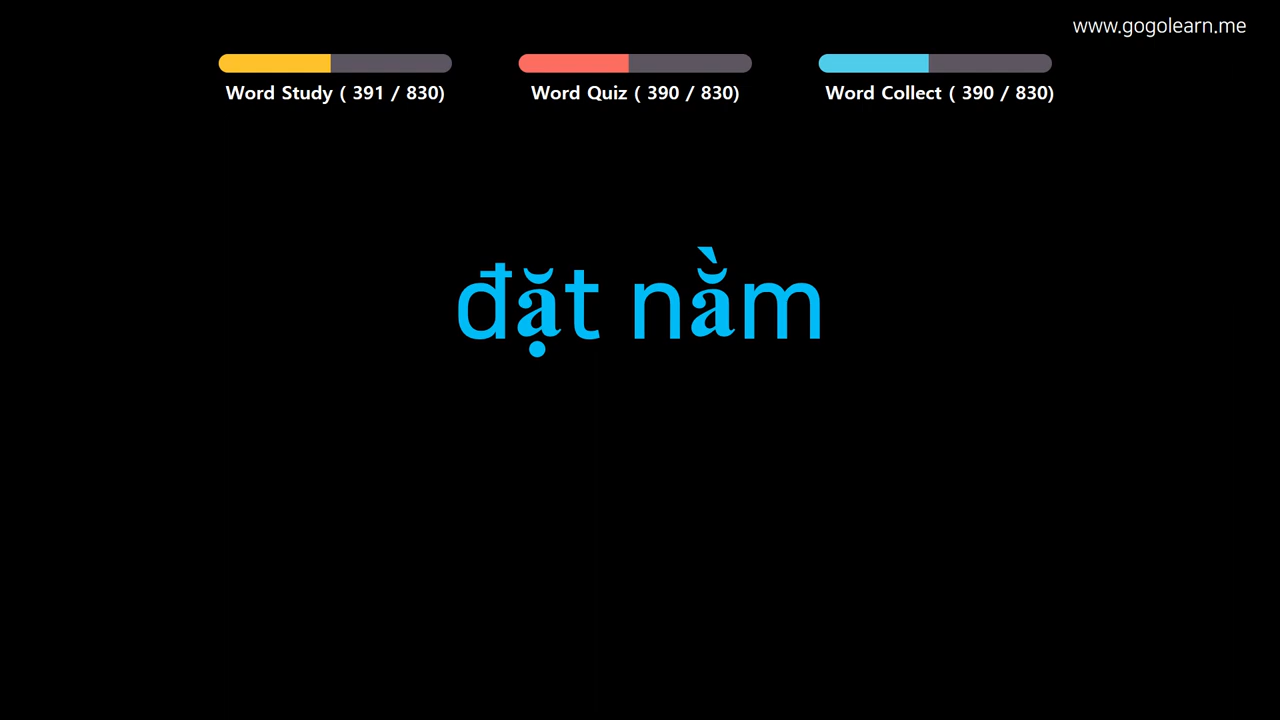 www.gogolearn.me
Word Study ( 391 / 830)
Word Quiz ( 390 / 830)
Word Collect ( 390 / 830)
đặt nằm